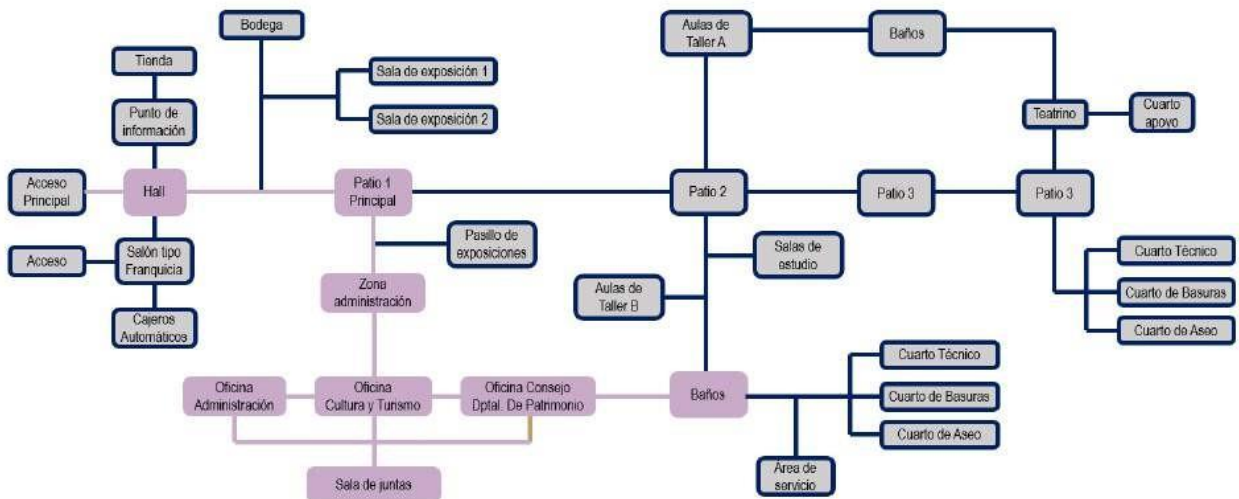 Bodega
Aulas de
Taller A
Baños
Tienda
Sala de exposición 1
Punto de
información
Sala de exposición 2
Teatrino
Cuarto
apoyo
Acceso
Principal
Hall
Patio 1
Principal
Patio 2
Patio 3
Patio 3
Acceso
Salón tipo
Franquicia
Pasillo de
exposiciones
Salas de
estudio
Cuarto Técnico
Zona
administración
Aulas de
Taller B
Cuarto de Basuras
Cajeros
Automáticos
Cuarto de Aseo
Oficina
Administración
Oficina
Cultura y Turismo
Oficina Consejo
Dptal. De Patrimonio
Baños
Cuarto Técnico
Cuarto de Basuras
Cuarto de Aseo
Área de
servicio
Sala de juntas